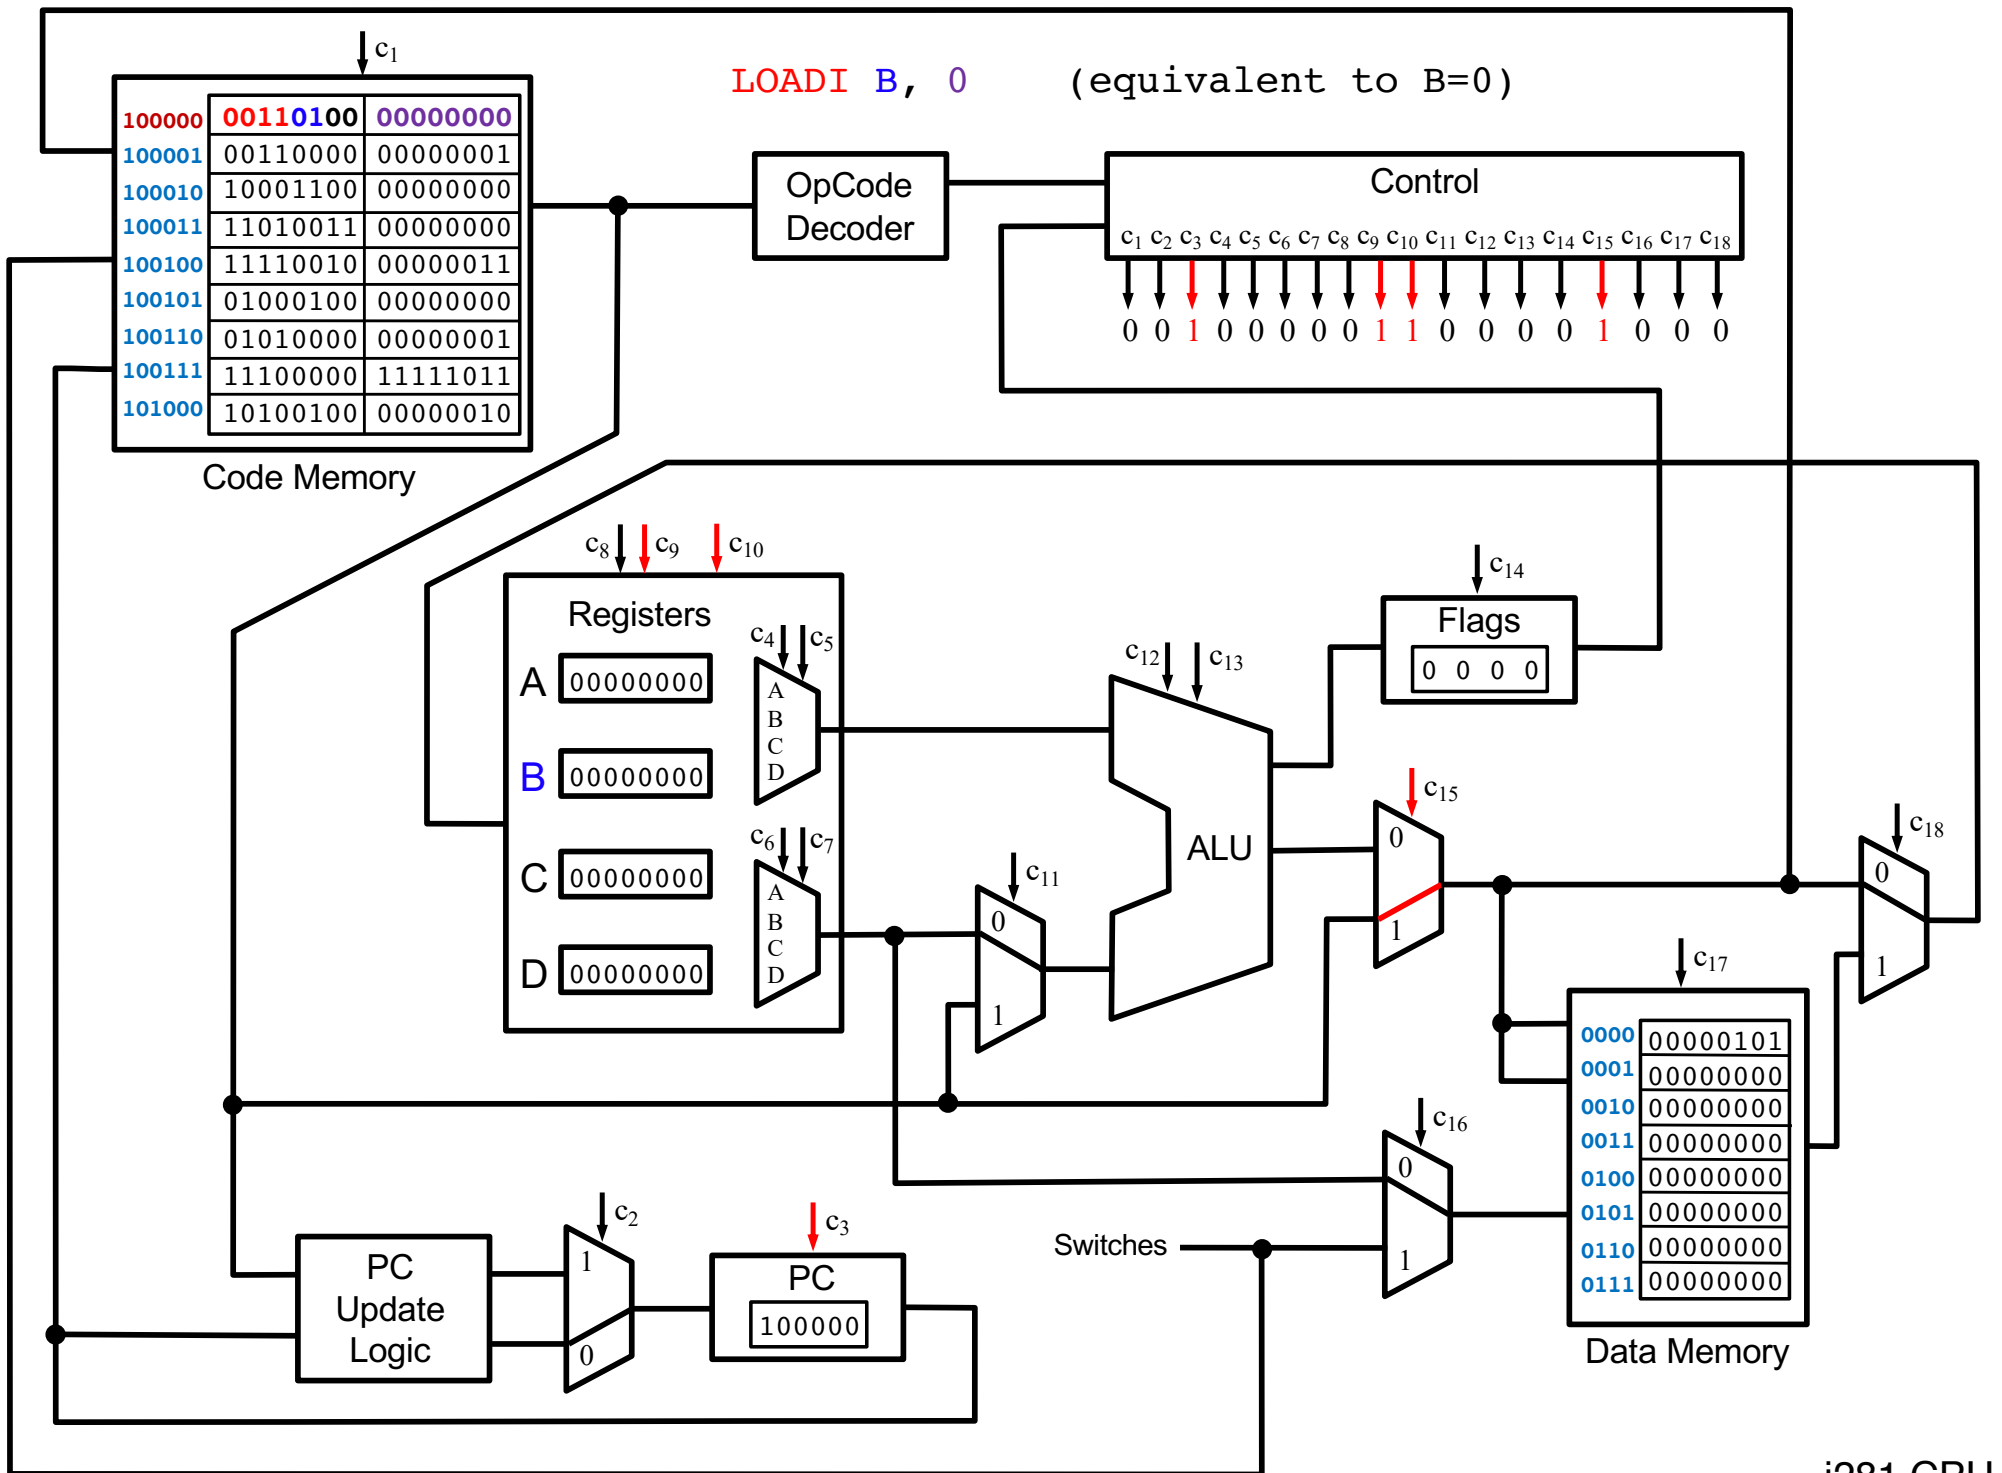 c1
LOADI B, 0 (equivalent to B=0)
100000 00110100 00000000
100001 00110000 00000001
100010 10001100 00000000
100011 11010011 00000000
100100 11110010 00000011
100101 01000100 00000000
100110 01010000 00000001
100111 11100000 11111011
101000 10100100 00000010
Code Memory
OpCode
Decoder
Control
c1 c2 c3 c4 c5 c6 c7 c8 c9 c10 c11 c12 c13 c14 c15 c16 c17 c18
0 0 1 0 0 0 0 0 1 1 0 0 0 0 1 0 0 0
c8 c9 c10
Registers
c4 c5
A 00000000
B 00000000
C 00000000
D 00000000
A
B
C
D
c6 c7
A
B
C
D
c11
0
1
c12 c13
ALU
c14
Flags
0 0 0 0
c15
0
1
c18
0
1
c17
0000 00000101
0001 00000000
0010 00000000
0011 00000000
0100 00000000
0101 00000000
0110 00000000
0111 00000000
Data Memory
c16
0
1
Switches
PC
Update
Logic
c2
1
0
c3
PC
100000
i281 CPU